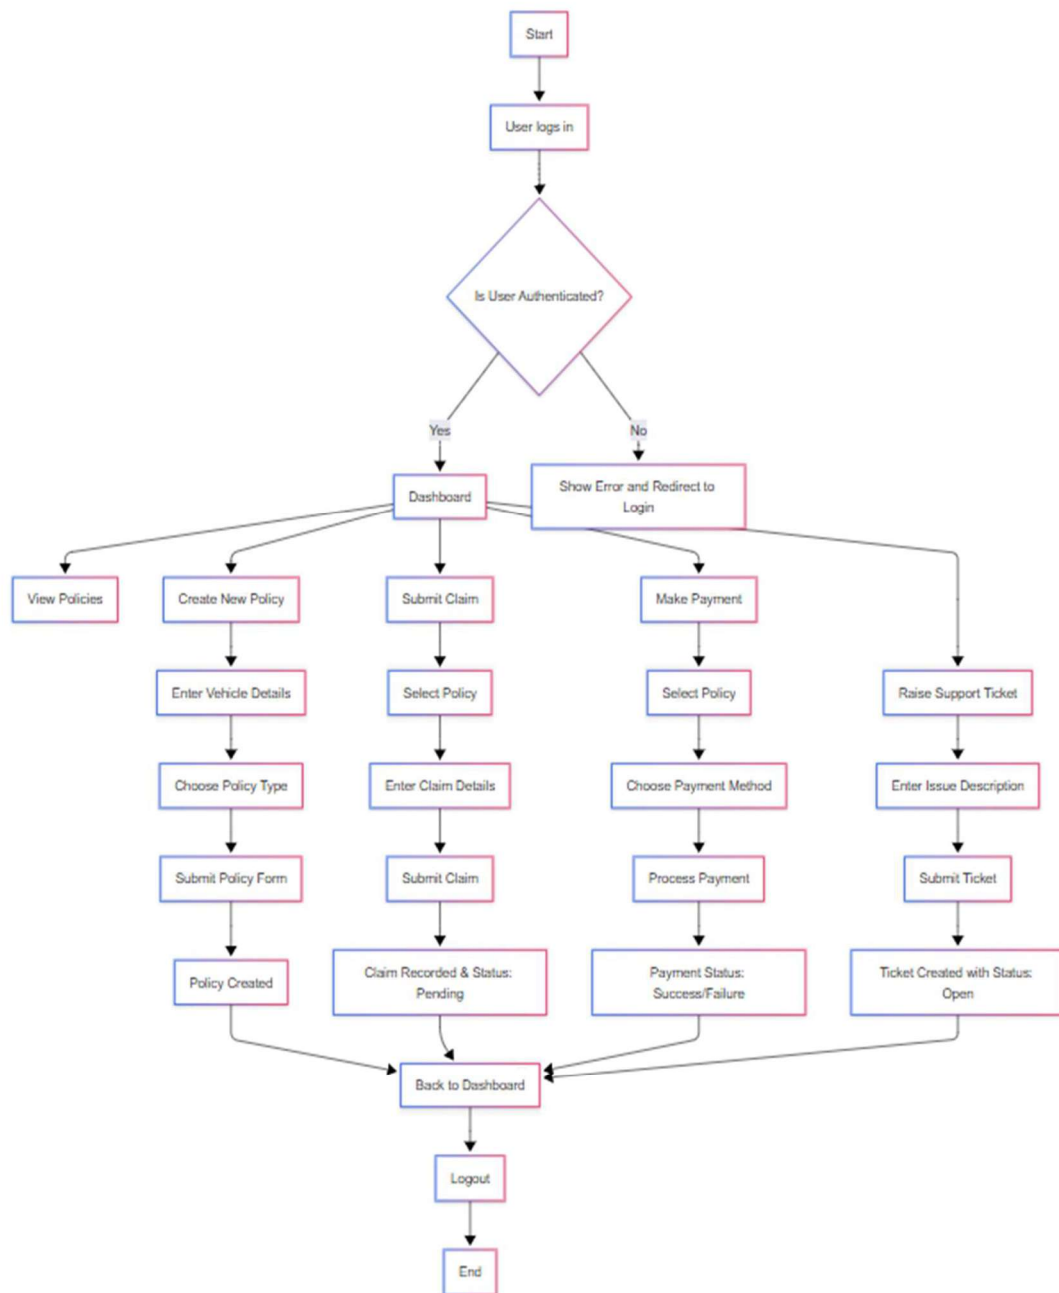 Start
User logs in
Is User Authenticated?
Yes
No
Dashboard
Show Error and Redirect to
Login
View Policies
Create New Policy
Submit Claim
Make Payment
Enter Vehicle Details
Select Policy
Select Policy
Raise Support Ticket
Choose Policy Type
Enter Claim Details
Choose Payment Method
Enter Issue Description
Submit Policy Form
Submit Claim
Process Payment
Submit Ticket
Policy Created
Claim Recorded & Status:
Pending
Payment Status:
Success/Failure
Ticket Created with Status:
Open
Back to Dashboard
Logout
End